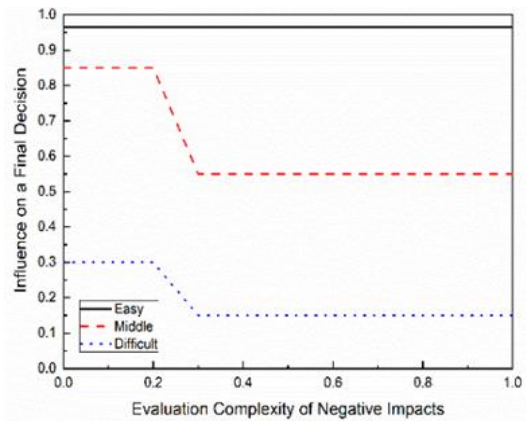 1.0
0.9
0.8
0.7
0.6
0.5
0.4
0.3
0.2
0.1
0.0
Influence on a Final Decision
Easy
Middle
Difficult
0.0 0.2 0.4 0.6 0.8 1.0
Evaluation Complexity of Negative Impacts